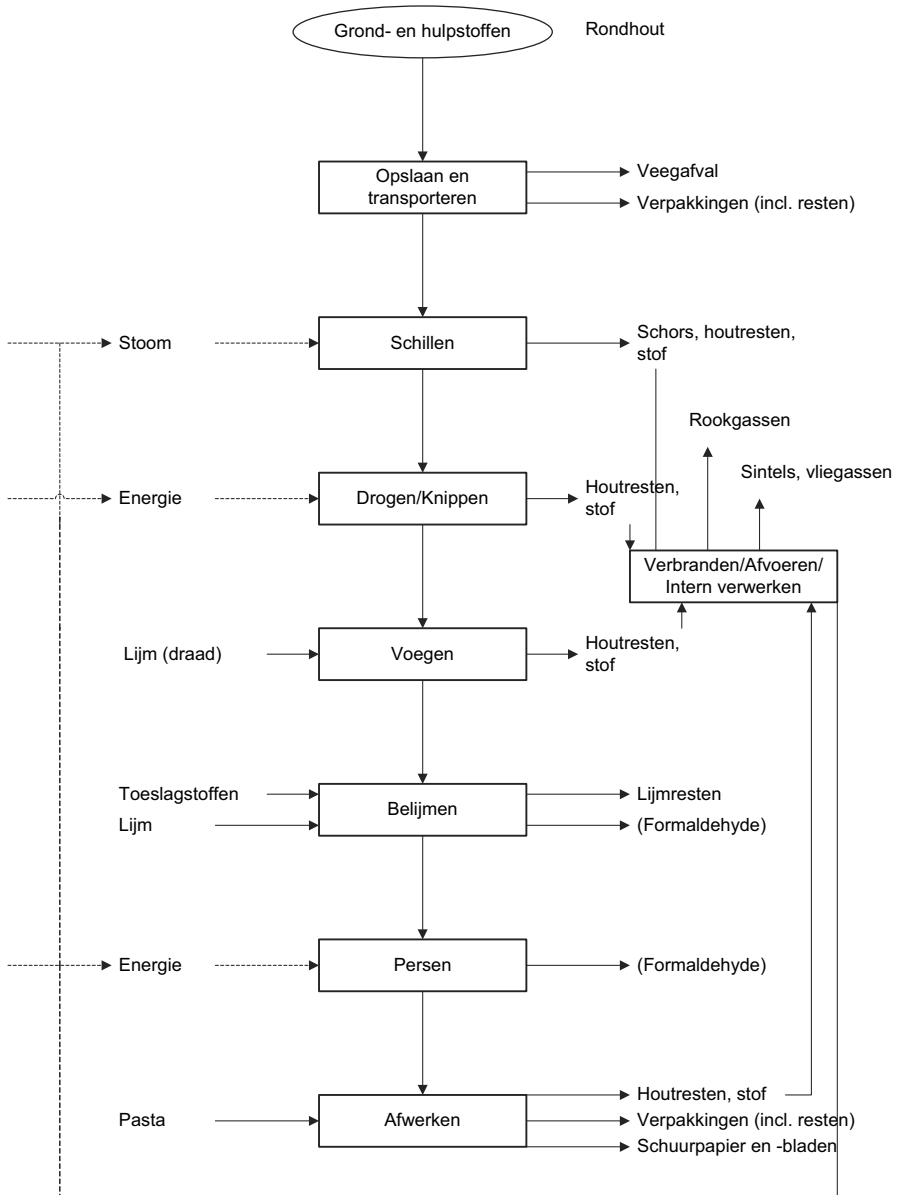 Grond- en hulpstoffen
Rondhout
Opslaan en
transporteren
Veegafval
Verpakkingen (incl. resten)
Stoom
Schillen
Schors, houtresten,
stof
Rookgassen
Sintels, vliegassen
Energie
Drogen/Knippen
Houtresten,
stof
Verbranden/Afvoeren/
Intern verwerken
Lijm (draad)
Voegen
Houtresten,
stof
Toeslagstoffen
Lijm
Belijmen
Lijmresten
(Formaldehyde)
Energie
Persen
(Formaldehyde)
Pasta
Afwerken
Houtresten, stof
Verpakkingen (incl. resten)
Schuurpapier en -bladen